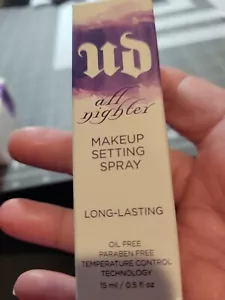 ud
all
nighter
MAKEUP
SETTING
SPRAY
LONG-LASTING
OIL FREE
PARABEN FREE
TEMPERATURE CONTROL
TECHNOLOGY
15 ml / 0.5 fl oz